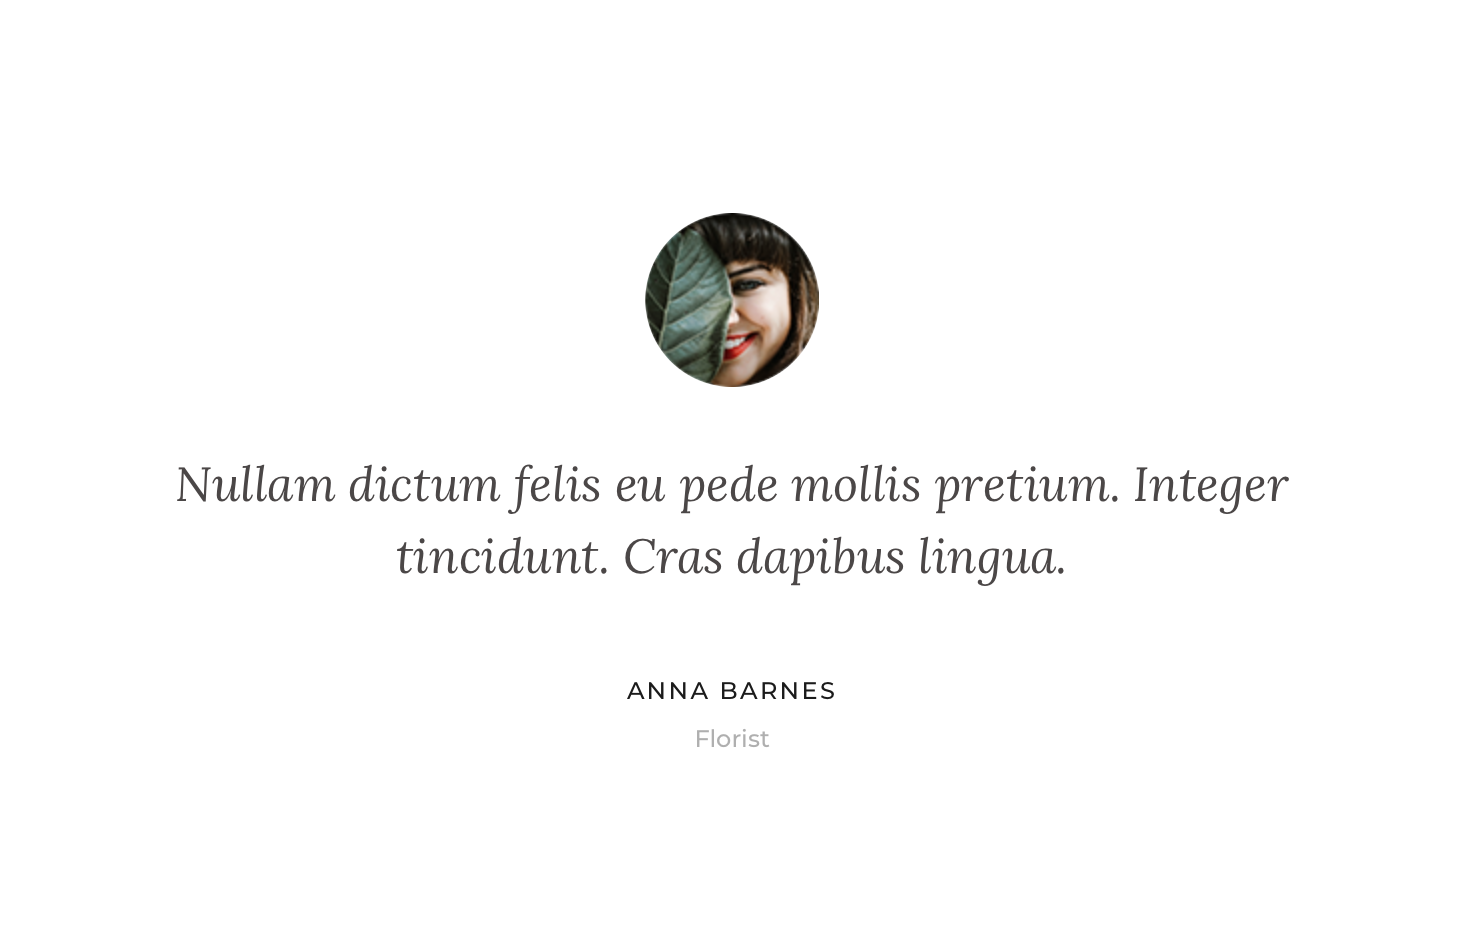 Nullam dictum felis eu pede mollis pretium. Integer
tincidunt. Cras dapibus lingua.
ANNA BARNES
Florist